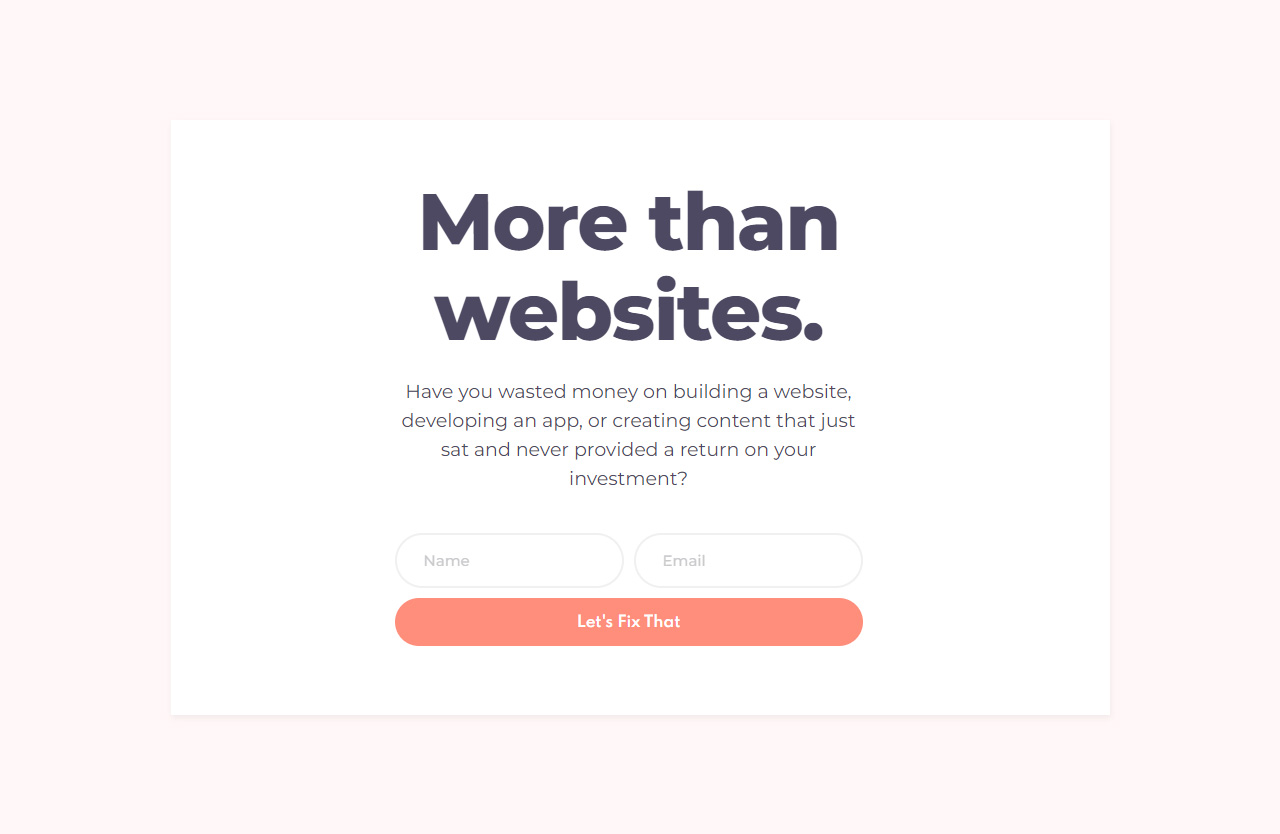 More than
websites.
Have you wasted money on building a website,
developing an app, or creating content that just
sat and never provided a return on your
investment?
Name
Email
Let's Fix That